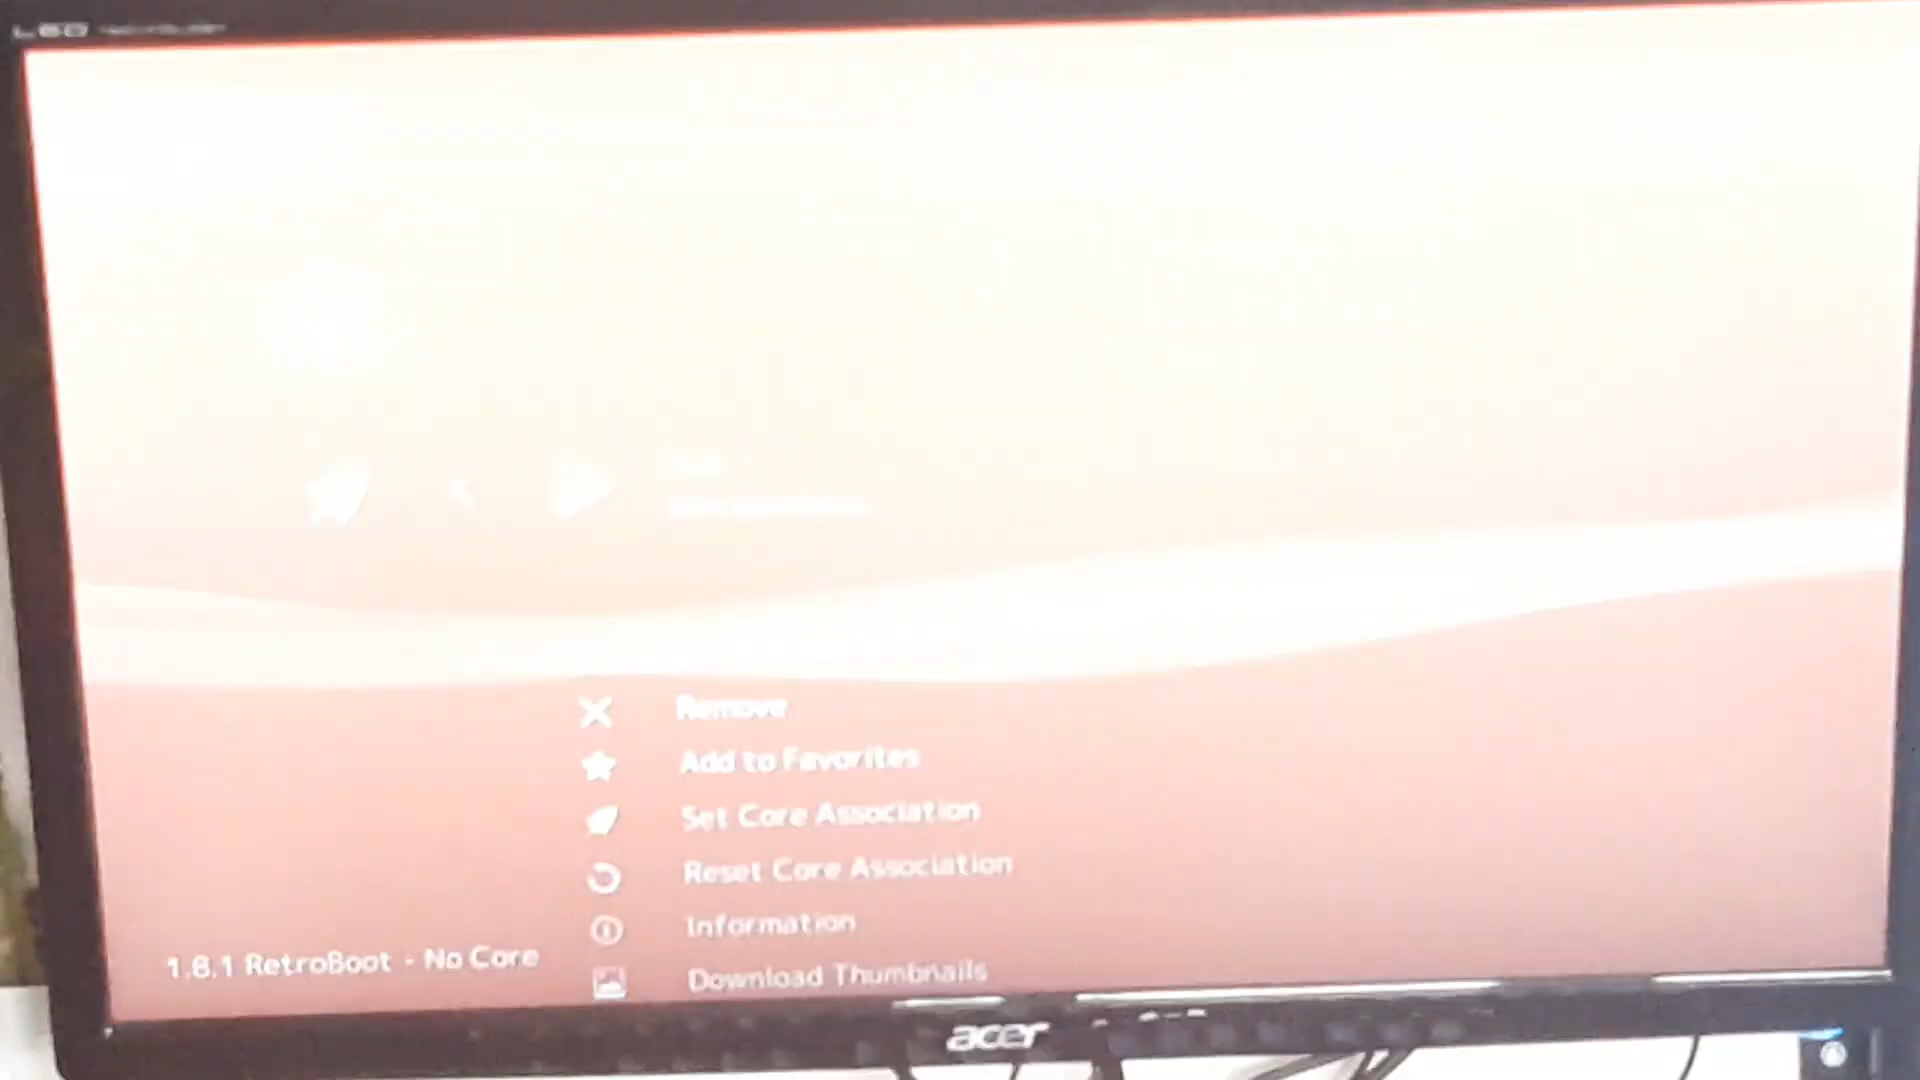 LED
Remove
Add to Favorites
Set Core Association
Reset Core Association
Information
1.8.1 RetroBoot - No Core
Download Thumbnails
acer